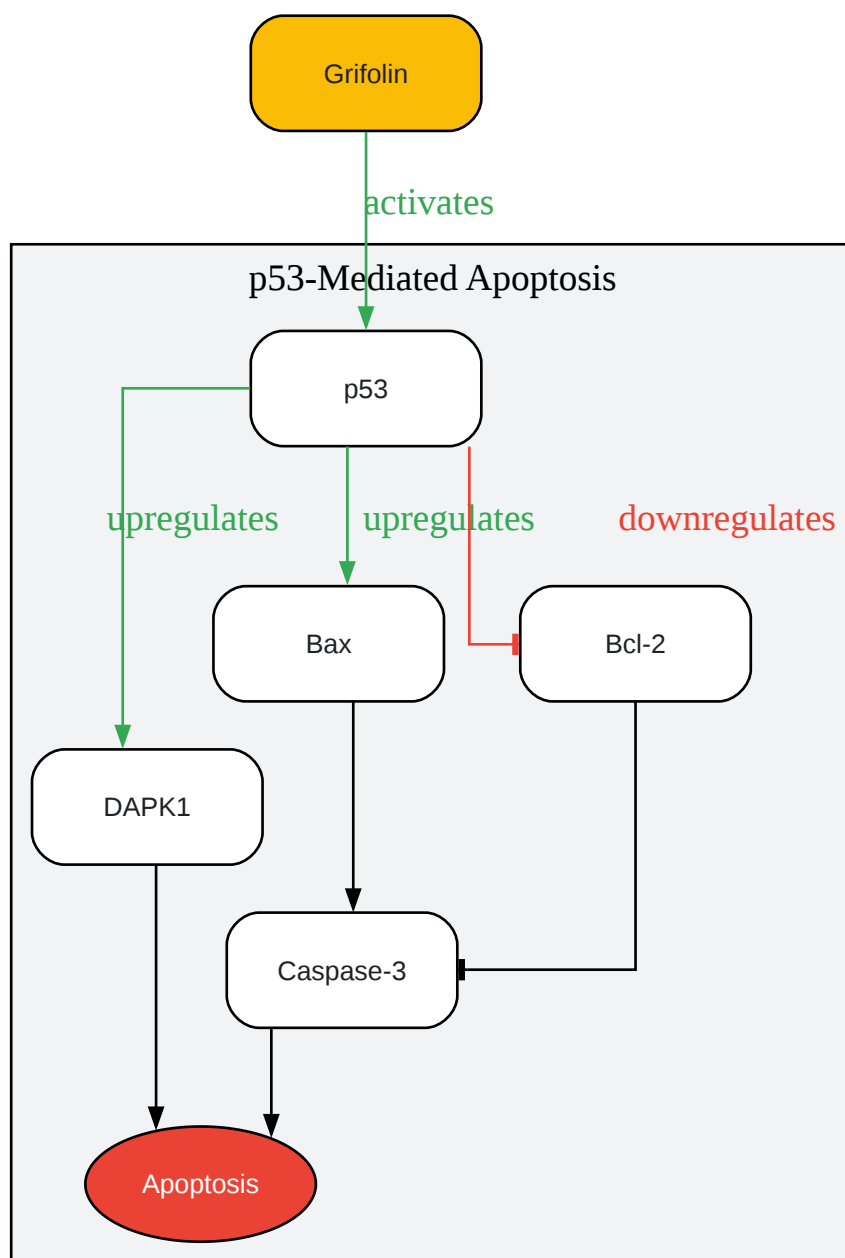 Grifolin
activates
p53-Mediated Apoptosis
p53
upregulates
upregulates
downregulates
Bax
Bcl-2
DAPK1
Caspase-3
Apoptosis